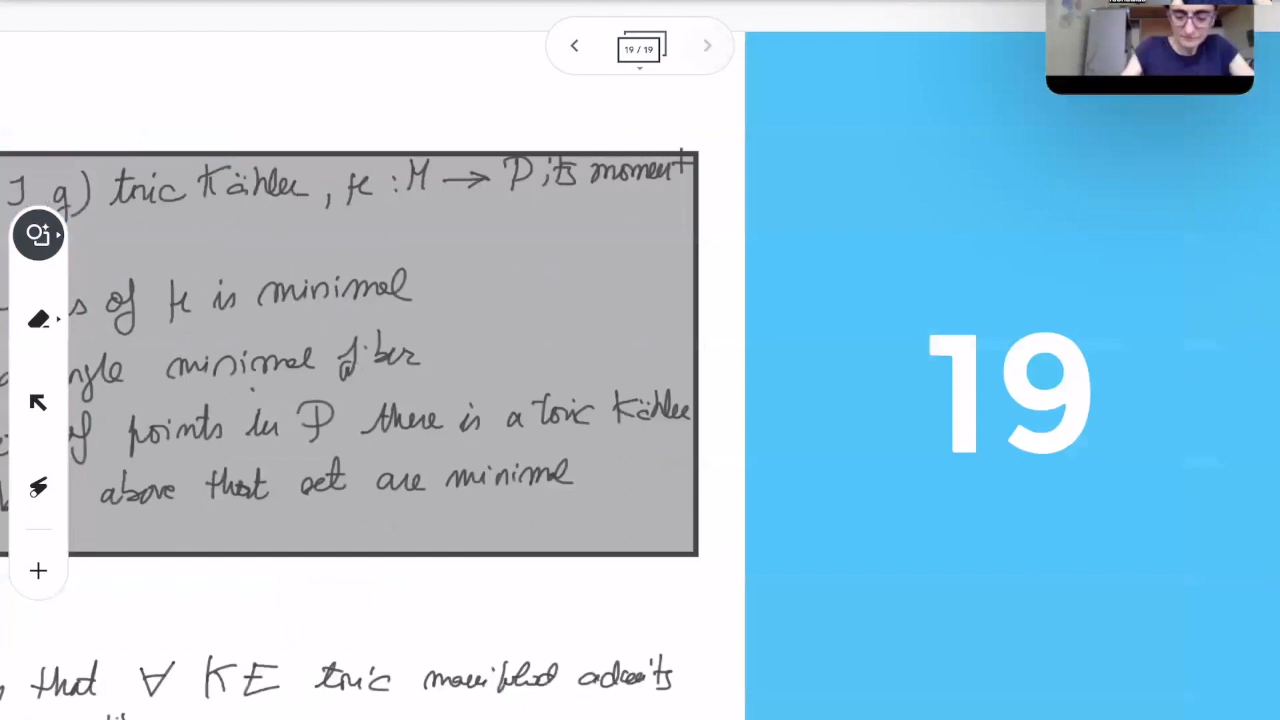 19 / 19
J g) toric Kähler, μ : M → P its moment
s of μ is minimal
ngle minimal fiber
of points in P there is a toric Kähler
above that set are minimal
that ∀ KE toric manifold admits
19